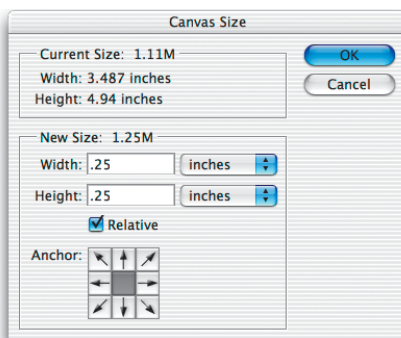 Canvas Size
Current Size: 1.11M
Width: 3.487 inches
Height: 4.94 inches
OK
Cancel
New Size: 1.25M
Width: .25 inches
Height: .25 inches
Relative
Anchor: